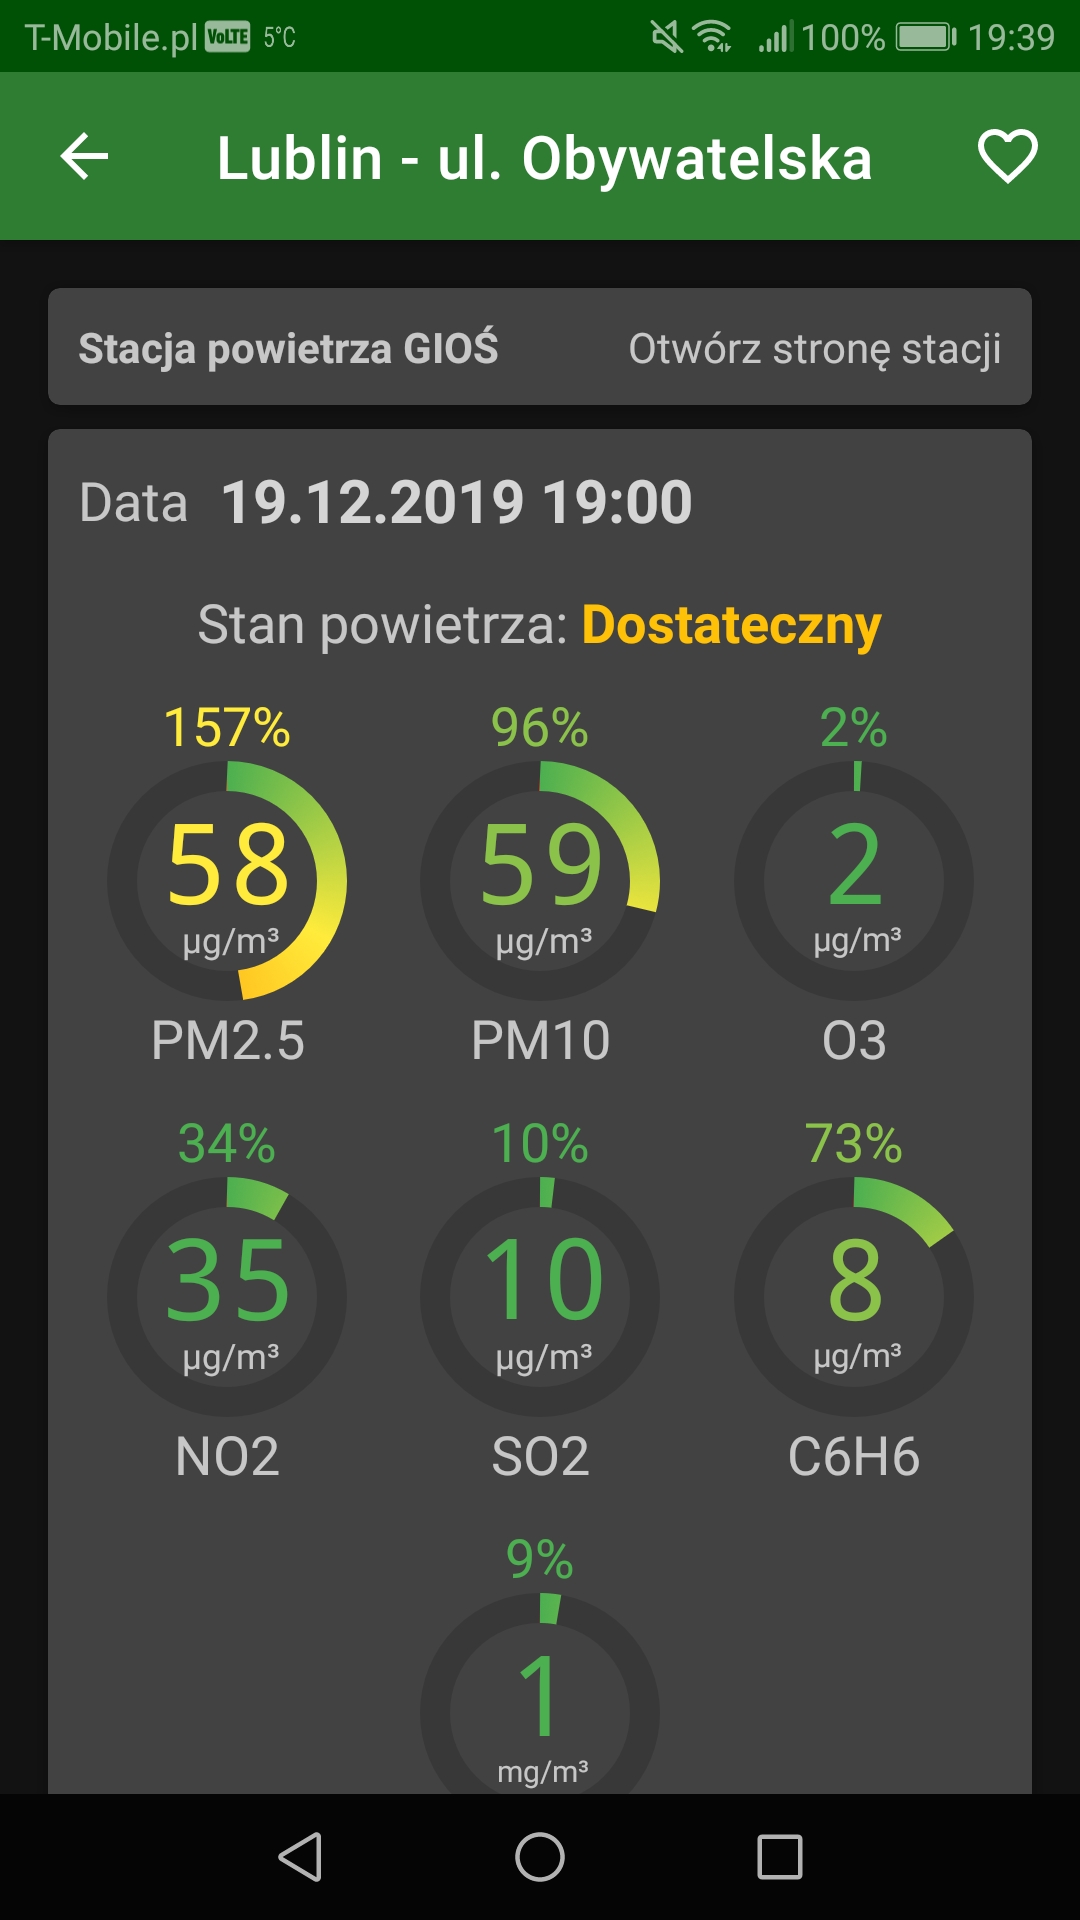 T-Mobile.pl VoLTE 5°C 100% 19:39
Lublin - ul. Obywatelska
Stacja powietrza GIOŚ Otwórz stronę stacji
Data 19.12.2019 19:00
Stan powietrza: Dostateczny
157% 96% 2%
58 59 2
µg/m³ µg/m³ µg/m³
PM2.5 PM10 O3
34% 10% 73%
35 10 8
µg/m³ µg/m³ µg/m³
NO2 SO2 C6H6
9%
1
mg/m³